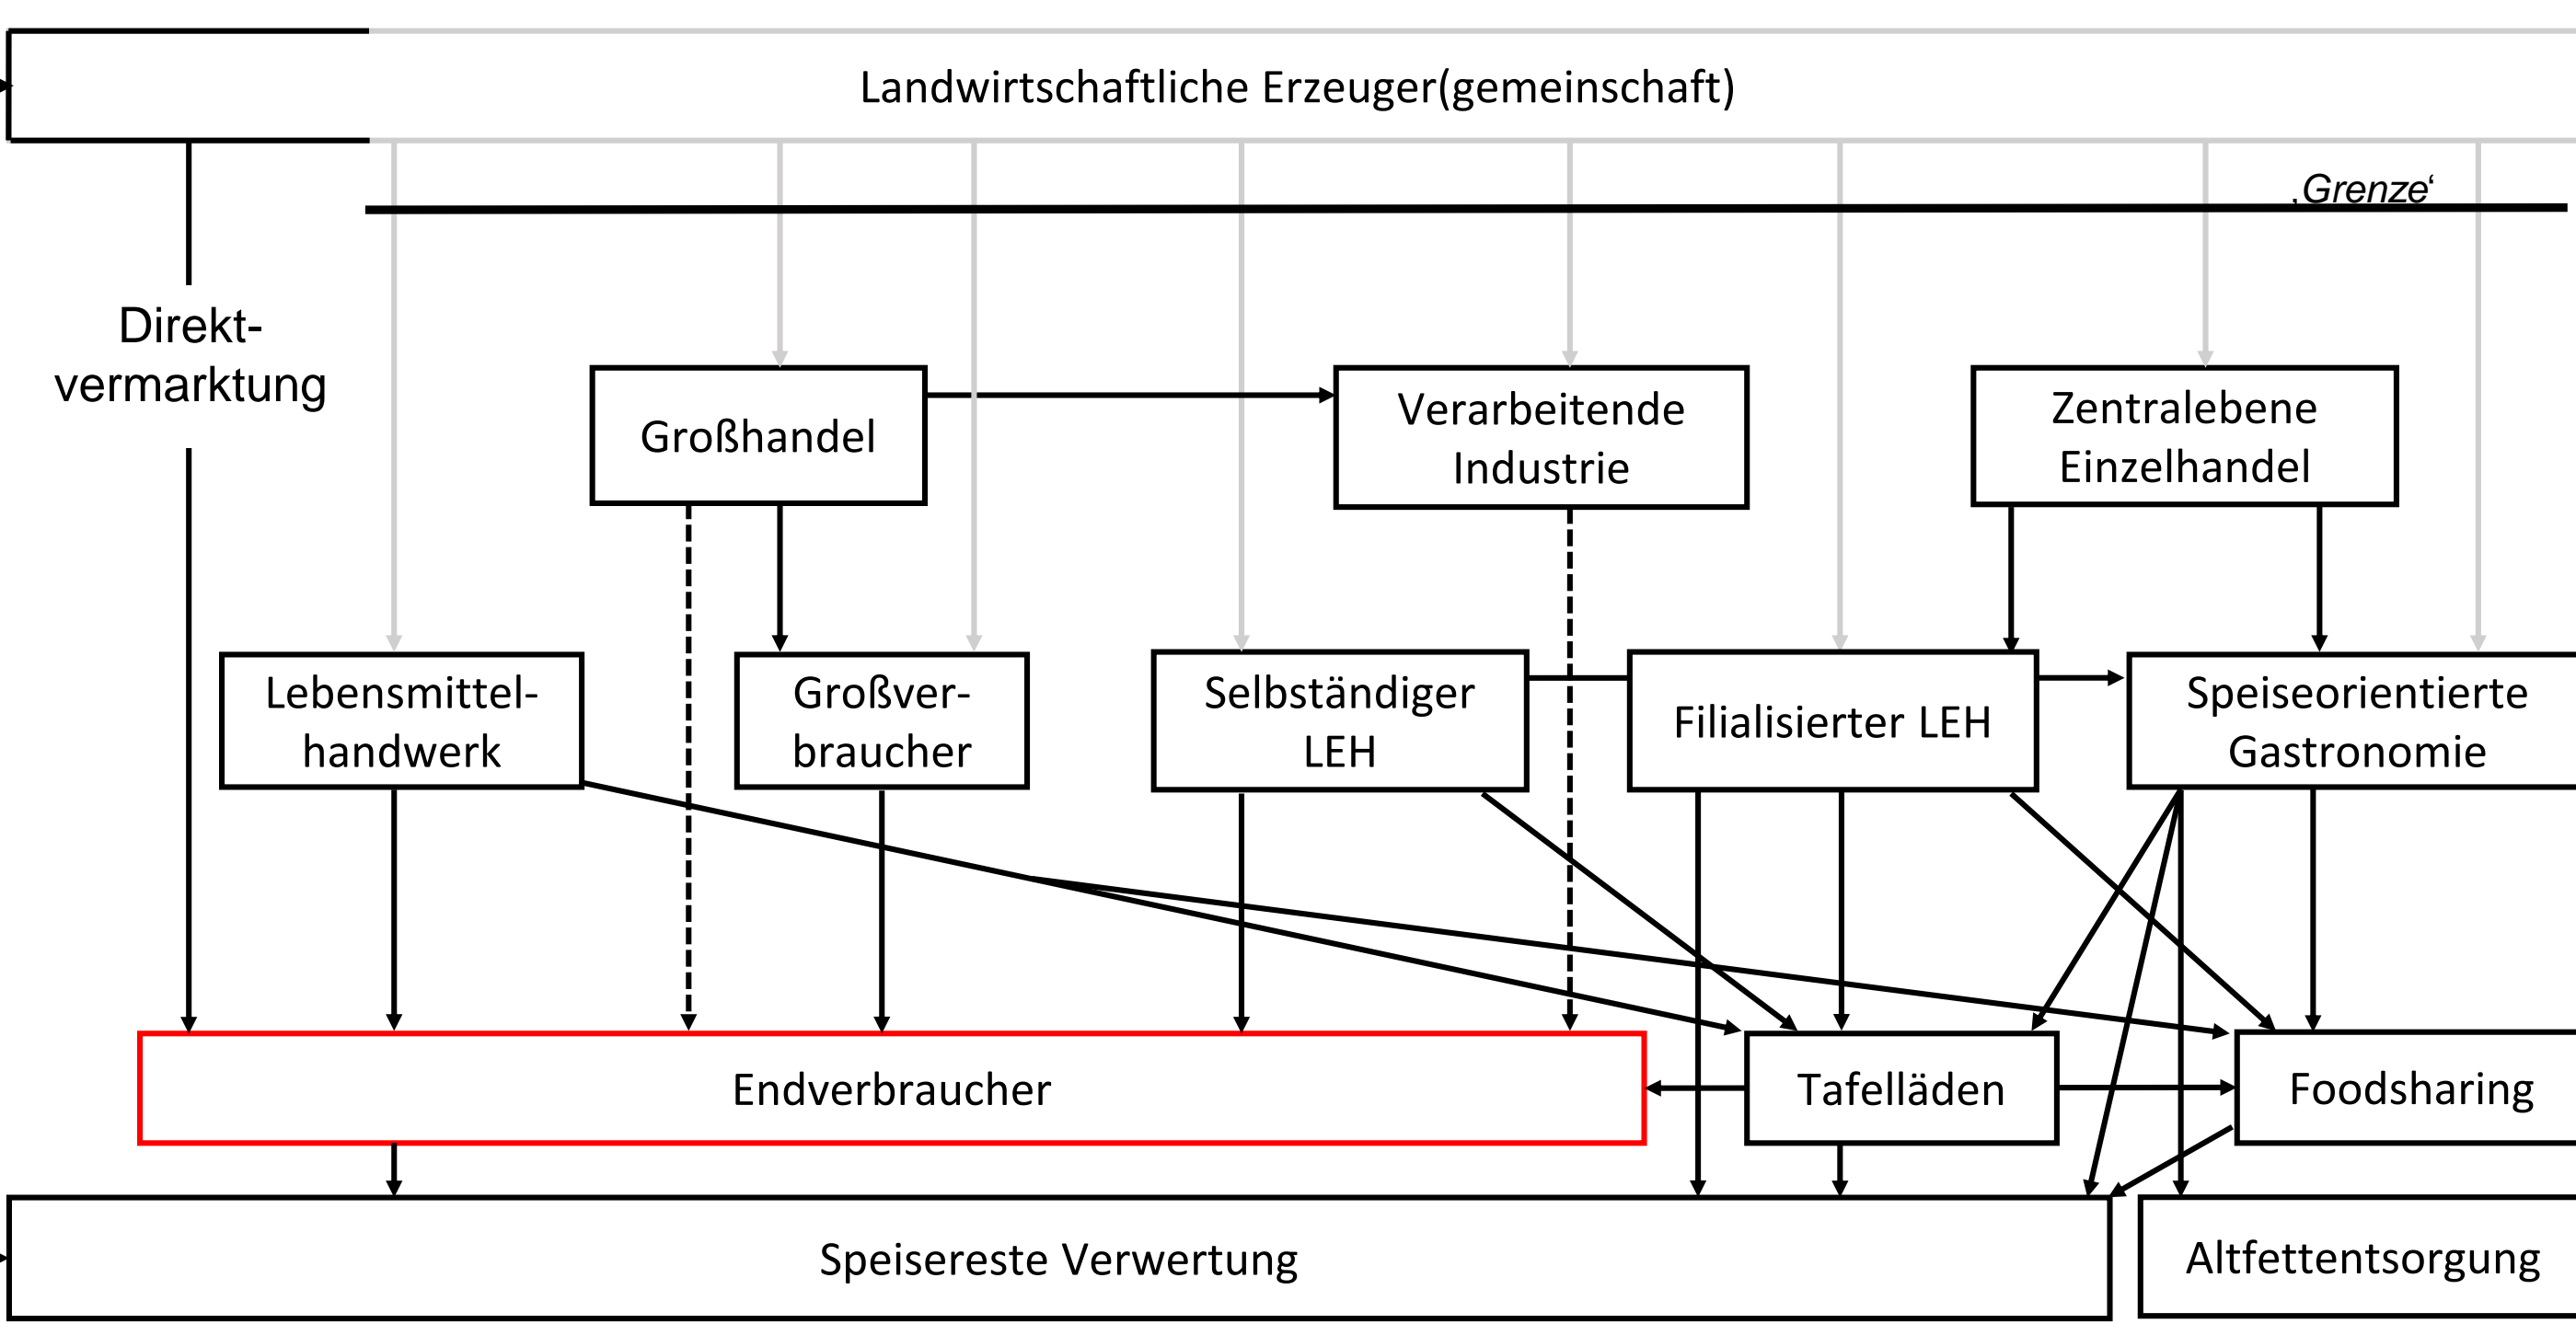 Landwirtschaftliche Erzeuger(gemeinschaft)
‚Grenze‘
Direkt-
vermarktung
Großhandel
Verarbeitende
Industrie
Zentralebene
Einzelhandel
Lebensmittel-
handwerk
Großver-
braucher
Selbständiger
LEH
Filialisierter LEH
Speiseorientierte
Gastronomie
Endverbraucher
Tafelläden
Foodsharing
Speisereste Verwertung
Altfettentsorgung